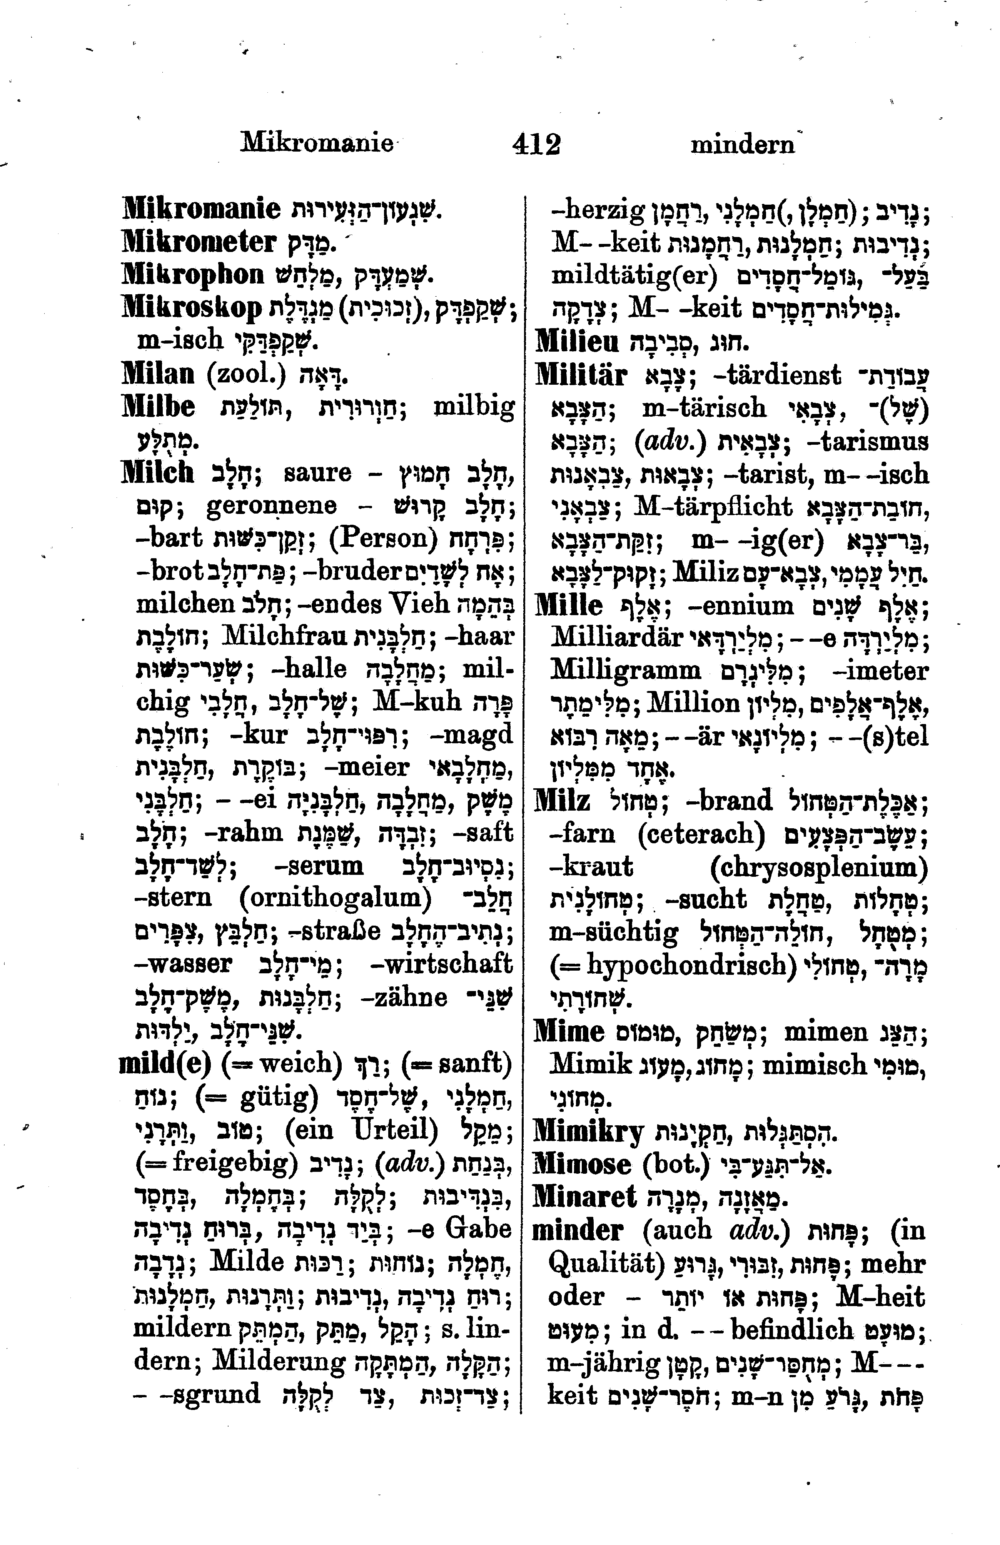 Mikromanie 412 mindern
Mikromanie שִׁגְעוֹן־הַזְּעֵירוּת.
Mikrometer מַדָּק.
Mikrophon מַלְחֵשׁ, שְׁמַעְדָּק.
Mikroskop מִגְדֶּלֶת (זְכוּכִית), שְׁקַפְדָּק;
m-isch שְׁקַפְדַּקִּי.
Milan (zool.) דָּאָה.
Milbe תּוֹלַעַת, חִוְרוּרִית; milbig
מְתֻלָּע.
Milch חָלָב; saure – חָלָב חָמוּץ,
קוּם; geronnene – חָלָב קָרוּשׁ;
-bart זְקַן־כְּשׁוּת; (Person) פִּרְחָה;
-brot פַּת־חָלָב; -bruder אָח לְשָׁדַיִם;
milchen חָלֹב; -endes Vieh בְּהֵמָה
חוֹלֶבֶת; Milchfrau חַלְבָּנִית; -haar
שְׂעַר־כְּשׁוּת; -halle מַחֲלָבָה; mil-
chig שֶׁל־חָלָב, חֲלָבִי; M-kuh פָּרָה
חוֹלֶבֶת; -kur רִפּוּי־חָלָב; -magd
חַלְבָּנִית, בּוֹקֶרֶת; -meier מַחְלְבָאִי,
חַלְבָּנִי; – -ei מֶשֶׁק, מַחֲלָבָה, חַלְבָּנִיָּה
חָלָב; -rahm שַׁמֶּנֶת, זִבְדָּה; -saft
לְשַׁד־חָלָב; -serum נַסְיוּב־חָלָב;
-stern (ornithogalum) חֲלֵב־
צִפֳּרִים, חַלְבֵּץ; -straße נְתִיב־הֶחָלָב;
-wasser מֵי־חָלָב; -wirtschaft
מֶשֶׁק־חָלָב, חַלְבָּנוּת; -zähne שִׁנֵּי־
יַלְדוּת, שִׁנֵּי־חָלָב.
mild(e) (= weich) רַךְ; (= sanft)
נוֹחַ; (= gütig) שֶׁל־חֶסֶד, חַמְלָנִי,
וַתְּרָנִי, טוֹב; (ein Urteil) מֵקֵל;
(= freigebig) נָדִיב; (adv.) בְּנַחַת,
בְּחֶסֶד, בְּחֶמְלָה; לְקֻלָּה; בִּנְדִיבוּת,
בְּרוּחַ נְדִיבָה, בְּיַד נְדִיבָה; -e Gabe
נְדָבָה; Milde רַכּוּת; נוֹחוּת; חֶמְלָה,
חַמְלָנוּת, וַתְּרָנוּת; נְדִיבוּת, רוּחַ נְדִיבָה;
mildern הָקֵל, מַתֵּק, הַמְתֵּק; s. lin-
dern; Milderung הֲקָלָה, הַמְתָּקָה;
– -sgrund צַד־זְכוּת, צַד לְקֻלָּה;
-herzig רַחֲמָן, חַמְלָנִי (חַמְלָן,); נָדִיב;
M- -keit רַחֲמָנוּת, חַמְלָנוּת; נְדִיבוּת;
mildtätig(er) גּוֹמֵל־חֲסָדִים, בַּעַל־
צְדָקָה; M- -keit גְּמִילוּת־חֲסָדִים.
Milieu סְבִיבָה, חוּג.
Militär צָבָא; -tärdienst עֲבוֹדַת־
הַצָּבָא; m-tärisch צְבָאִי, (שֶׁל)־
הַצָּבָא; (adv.) צְבָאִית; -tarismus
צַבְאָנוּת, צְבָאוּת; -tarist, m- -isch
צַבְאָנִי; M-tärpflicht חוֹבַת־הַצָּבָא,
זִקַּת־הַצָּבָא; m- -ig(er) בַּר־צָבָא,
זָקוּק־לַצָּבָא; Miliz צְבָא־עָם, חַיִל עֲמָמִי.
Mille אֶלֶף; -ennium אֶלֶף שָׁנִים;
Milliardär מִלְיַרְדָּאִי; – -e מִלְיַרְדָּה;
Milligramm מִלִּיגְרָם; -imeter
מִלִּימֶתֶר; Million מִלְיוֹן, אֶלֶף־אֲלָפִים,
מֵאָה רִבּוֹא; – -är מִלְיוֹנַאי; – -(s)tel
אֶחָד מִמִּלְיוֹן.
Milz טְחוֹל; -brand אַכֶּלֶת־הַטְּחוֹל;
-farn (ceterach) עֵשֶׂב־הַפְּצָעִים;
-kraut (chrysosplenium)
טְחוֹלָנִית; -sucht טַחֶלֶת, טְחָלוֹת;
m-süchtig חוֹלֵה־הַטְּחוֹל, מְטֻחָל;
(= hypochondrisch) טְחוֹלִי, מָרָה־
שְׁחוֹרָתִי.
Mime מוּמוֹס, מְשַׂחֵק; mimen הַצֵּג;
Mimik מָחוֹג, מָעוֹג; mimisch מוּמִי,
מְחוֹגִי.
Mimikry הִסְתַּגְּלוּת, חַקְיָנוּת.
Mimose (bot.) אַל־תִּגַּע־בִּי.
Minaret מִגְרָה, מַאֲזָנָה.
minder (auch adv.) פָּחוּת; (in
Qualität) גָּרוּעַ, זִבּוּרִי, פָּחוּת; mehr
oder – פָּחוּת אוֹ יוֹתֵר; M-heit
מִעוּט; in d. – – befindlich מוּעָט;
m-jährig קָטָן, מְחֻסַּר־שָׁנִים; M- – -
keit חֹסֶר־שָׁנִים; m-n גָּרַע מִן, פָּחֹת